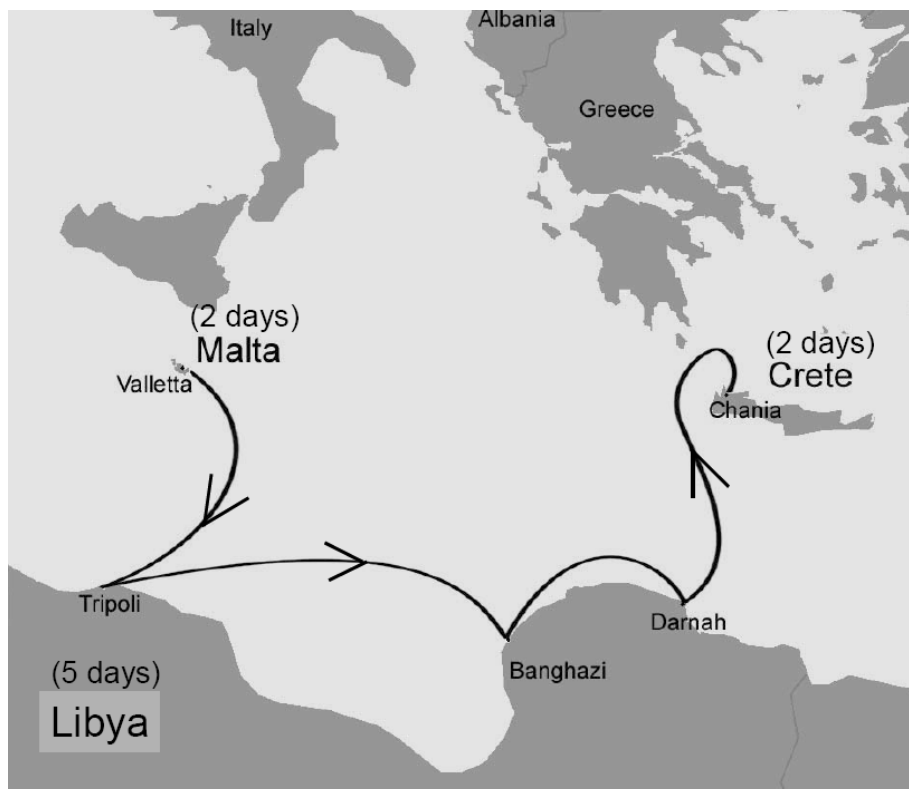 Italy
Albania
Greece
(2 days)
Malta
Valletta
(2 days)
Crete
Chania
Tripoli
Darnah
Banghazi
(5 days)
Libya